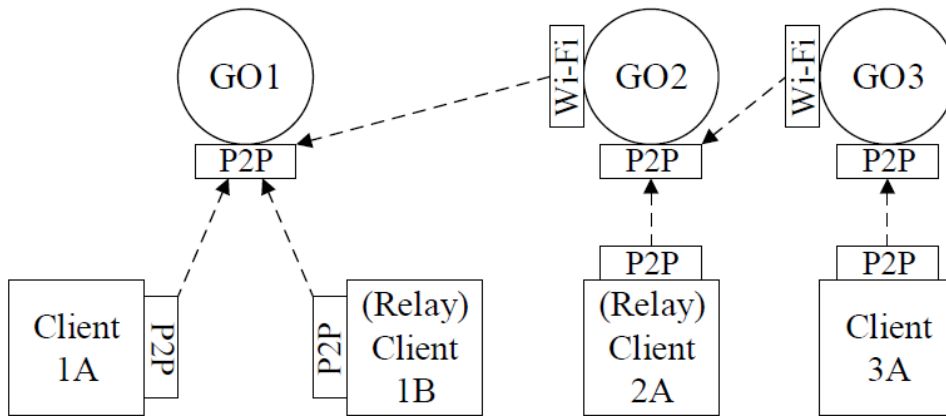 GO1
P2P
Wi-Fi
GO2
P2P
Wi-Fi
GO3
P2P
Client
1A
P2P
P2P
(Relay)
Client
1B
P2P
(Relay)
Client
2A
P2P
Client
3A